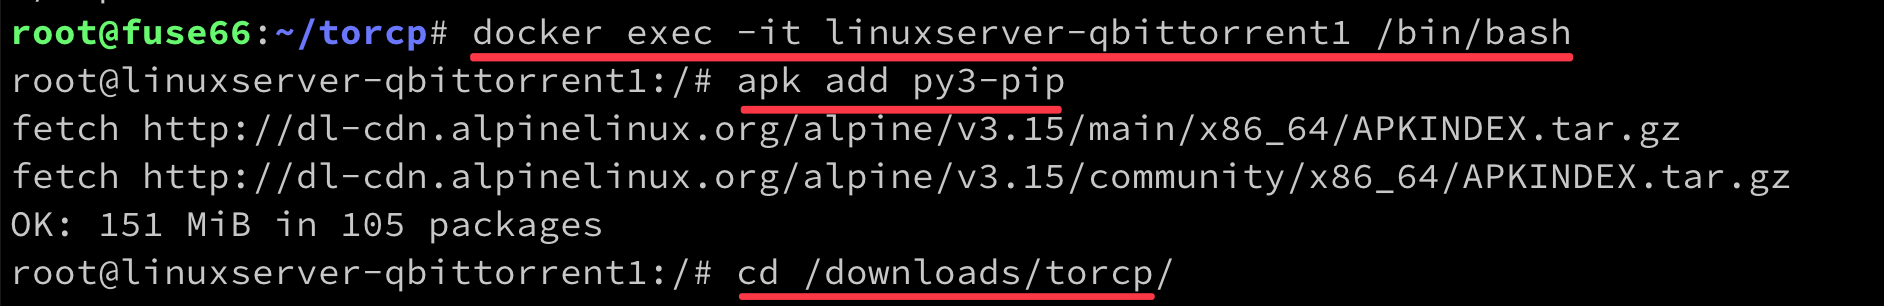 root@fuse66:~/torcp# docker exec -it linuxserver-qbittorrent1 /bin/bash
root@linuxserver-qbittorrent1:/# apk add py3-pip
fetch http://dl-cdn.alpinelinux.org/alpine/v3.15/main/x86_64/APKINDEX.tar.gz
fetch http://dl-cdn.alpinelinux.org/alpine/v3.15/community/x86_64/APKINDEX.tar.gz
OK: 151 MiB in 105 packages
root@linuxserver-qbittorrent1:/# cd /downloads/torcp/